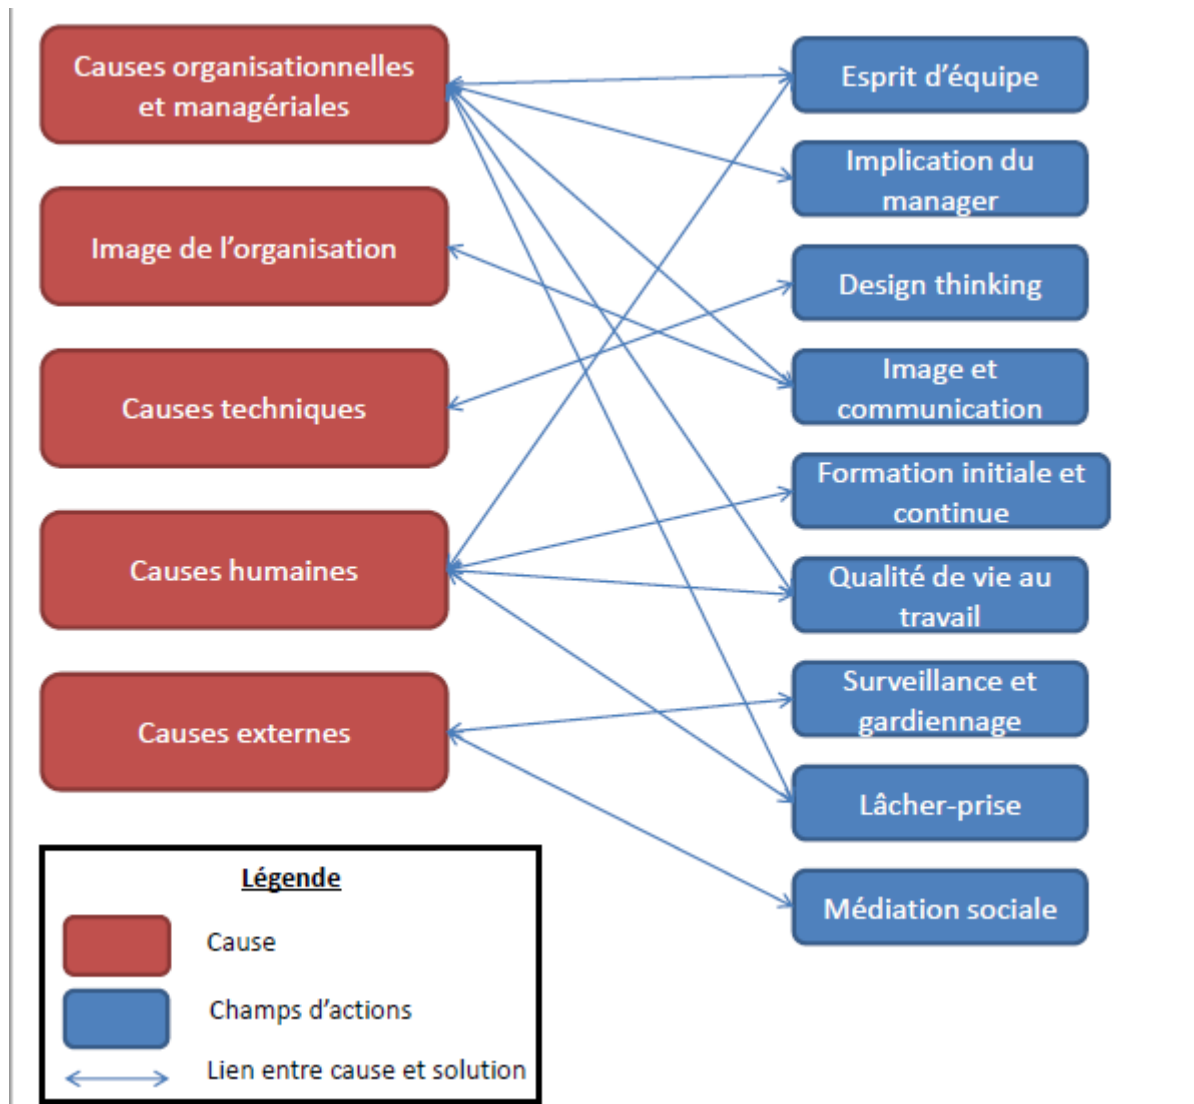 Causes organisationnelles
et managériales
Image de l'organisation
Causes techniques
Causes humaines
Causes externes
Esprit d'équipe
Implication du
manager
Design thinking
Image et
communication
Formation initiale et
continue
Qualité de vie au
travail
Surveillance et
gardiennage
Lâcher-prise
Médiation sociale
Légende
Cause
Champs d'actions
Lien entre cause et solution